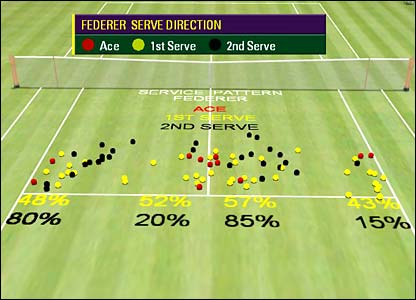 FEDERER SERVE DIRECTION
Ace 1st Serve 2nd Serve
SERVICE PATTERN
FEDERER
ACE
1ST SERVE
2ND SERVE
48% 52% 57% 43%
80% 20% 85% 15%